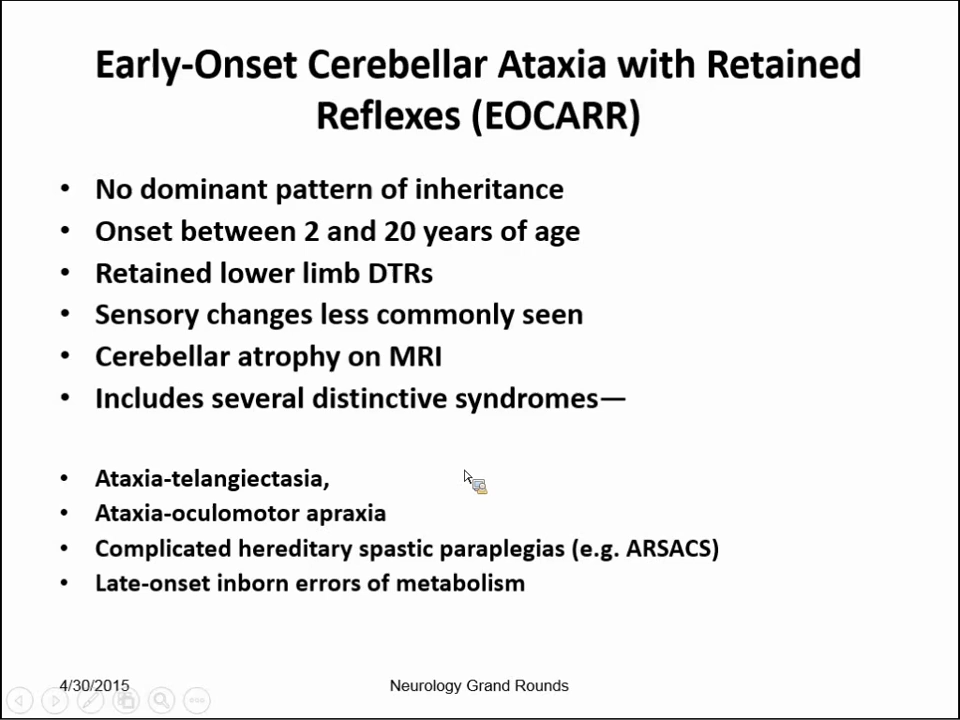 Early-Onset Cerebellar Ataxia with Retained
Reflexes (EOCARR)
• No dominant pattern of inheritance
• Onset between 2 and 20 years of age
• Retained lower limb DTRs
• Sensory changes less commonly seen
• Cerebellar atrophy on MRI
• Includes several distinctive syndromes—
• Ataxia-telangiectasia,
• Ataxia-oculomotor apraxia
• Complicated hereditary spastic paraplegias (e.g. ARSACS)
• Late-onset inborn errors of metabolism
4/30/2015
Neurology Grand Rounds